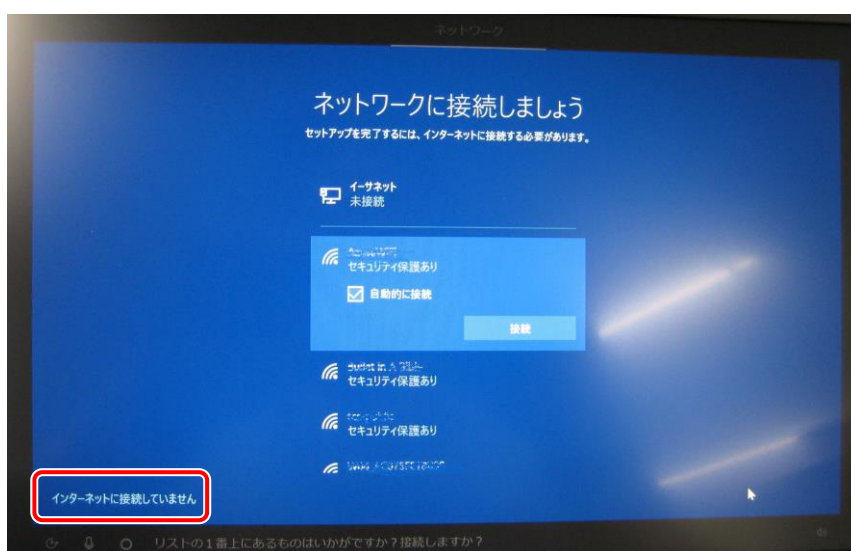 ネットワーク
ネットワークに接続しましょう
セットアップを完了するには、インターネットに接続する必要があります。
イーサネット
未接続
セキュリティ保護あり
自動的に接続
接続
セキュリティ保護あり
セキュリティ保護あり
インターネットに接続していません
リストの1番上にあるものはいかがですか？接続しますか？